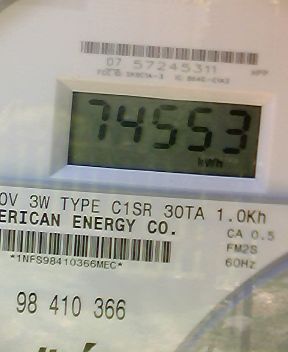 07 57245311 HPP
74553
kWh
0V 3W TYPE C1SR 30TA 1.0Kh
ERICAN ENERGY CO.
CA 0.5
FM2S
*1NFS98410366MEC*
60Hz
98 410 366